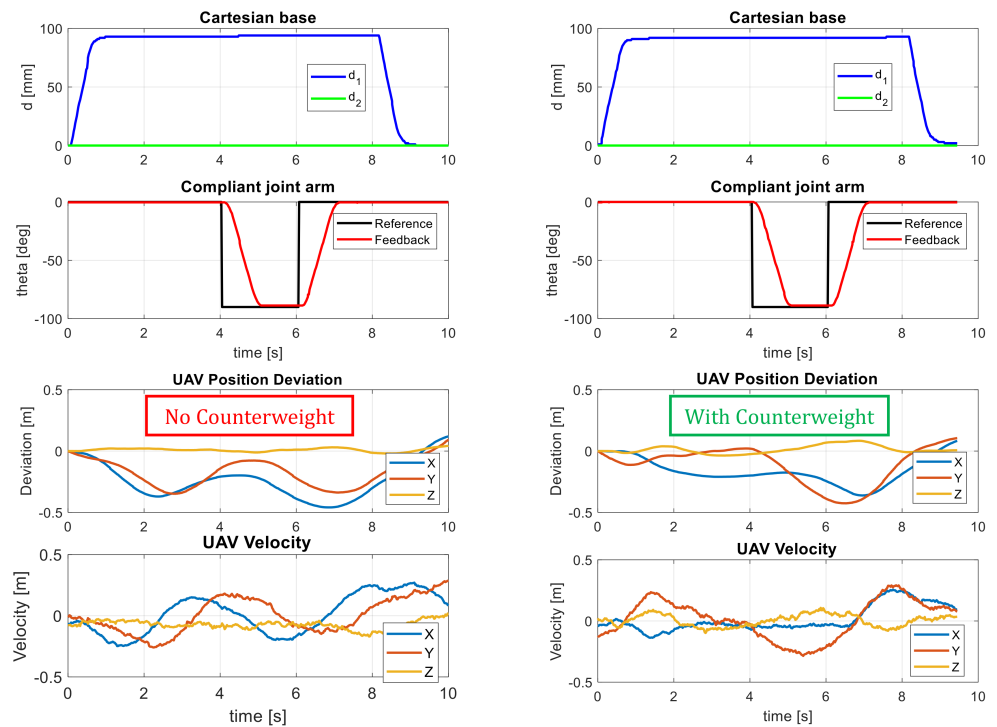 Cartesian base
100
50
0
d [mm]
d1
d2
0 2 4 6 8 10
Compliant joint arm
0
-50
-100
theta [deg]
Reference
Feedback
0 2 4 6 8 10
time [s]
UAV Position Deviation
0.5
0
-0.5
Deviation [m]
No Counterweight
X
Y
Z
0 2 4 6 8 10
UAV Velocity
0.5
0
-0.5
Velocity [m]
X
Y
Z
0 2 4 6 8 10
time [s]
Cartesian base
100
50
0
d [mm]
d1
d2
0 2 4 6 8 10
Compliant joint arm
0
-50
-100
theta [deg]
Reference
Feedback
0 2 4 6 8 10
time [s]
UAV Position Deviation
0.5
0
-0.5
Deviation [m]
With Counterweight
X
Y
Z
0 2 4 6 8 10
UAV Velocity
0.5
0
-0.5
Velocity [m]
X
Y
Z
0 2 4 6 8 10
time [s]